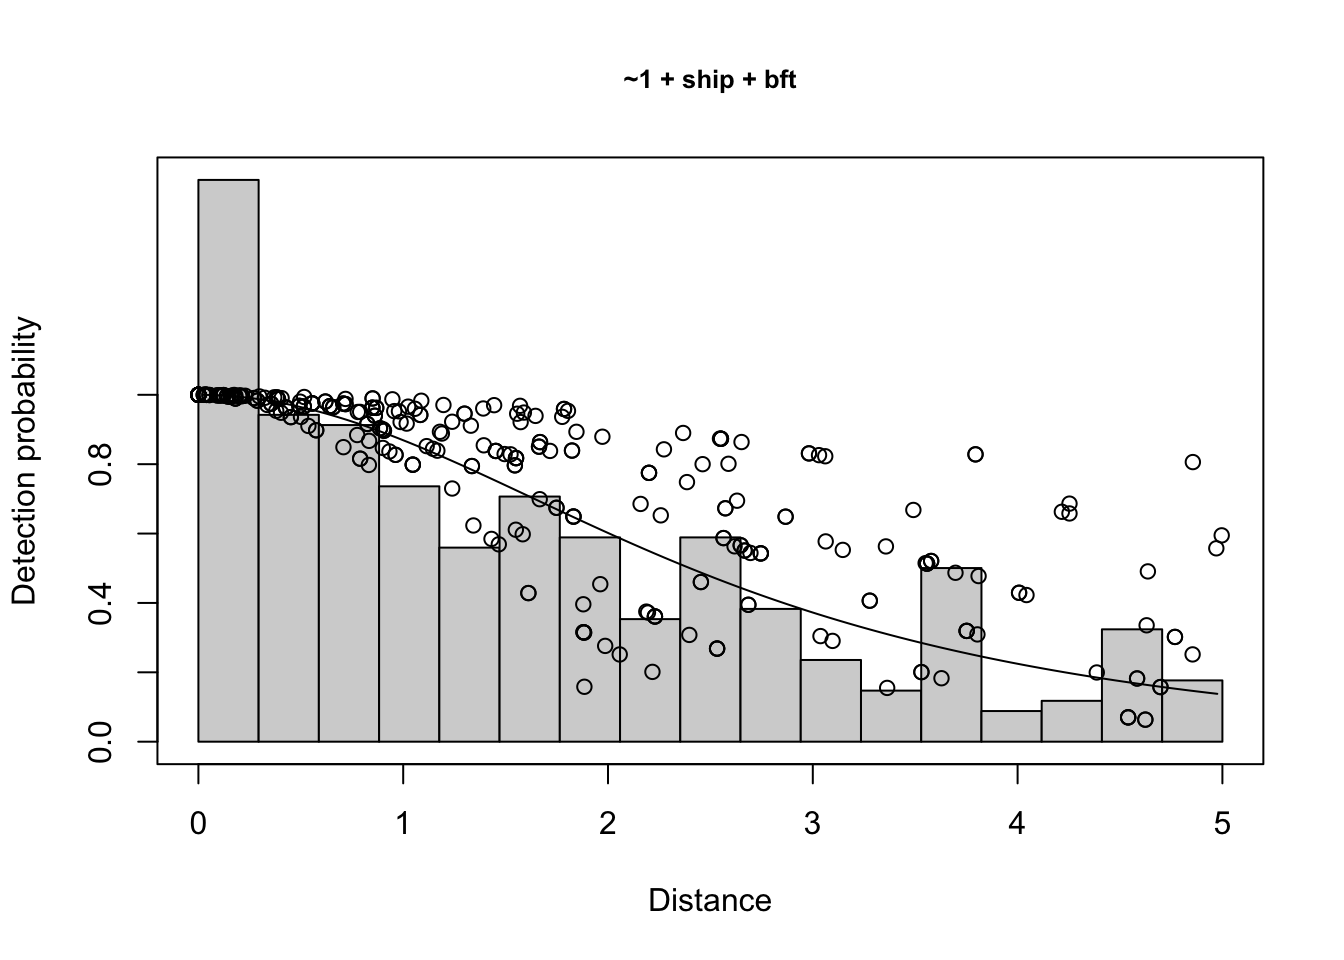 ~1 + ship + bft
Detection probability
0.8
0.4
0.0
0 1 2 3 4 5
Distance